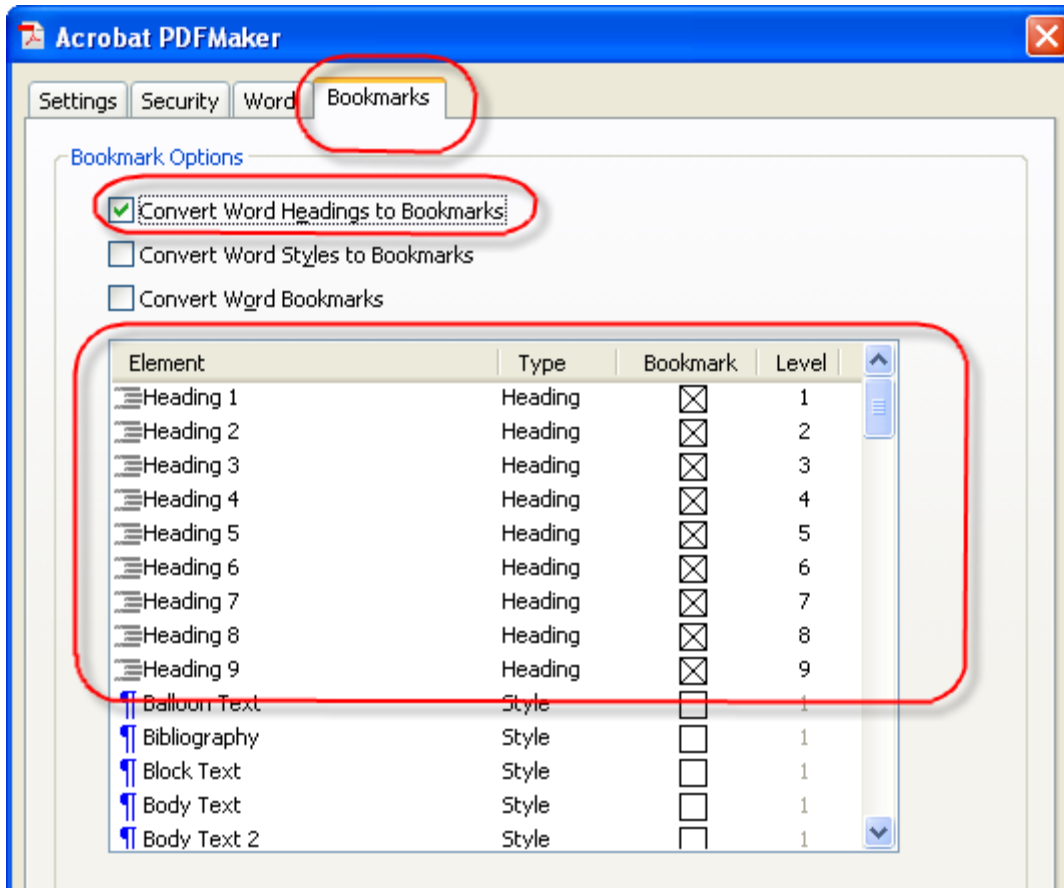 Acrobat PDFMaker
Settings Security Word Bookmarks
Bookmark Options
Convert Word Headings to Bookmarks
Convert Word Styles to Bookmarks
Convert Word Bookmarks
Element Type Bookmark Level
Heading 1 Heading 1
Heading 2 Heading 2
Heading 3 Heading 3
Heading 4 Heading 4
Heading 5 Heading 5
Heading 6 Heading 6
Heading 7 Heading 7
Heading 8 Heading 8
Heading 9 Heading 9
Balloon Text Style 1
Bibliography Style 1
Block Text Style 1
Body Text Style 1
Body Text 2 Style 1